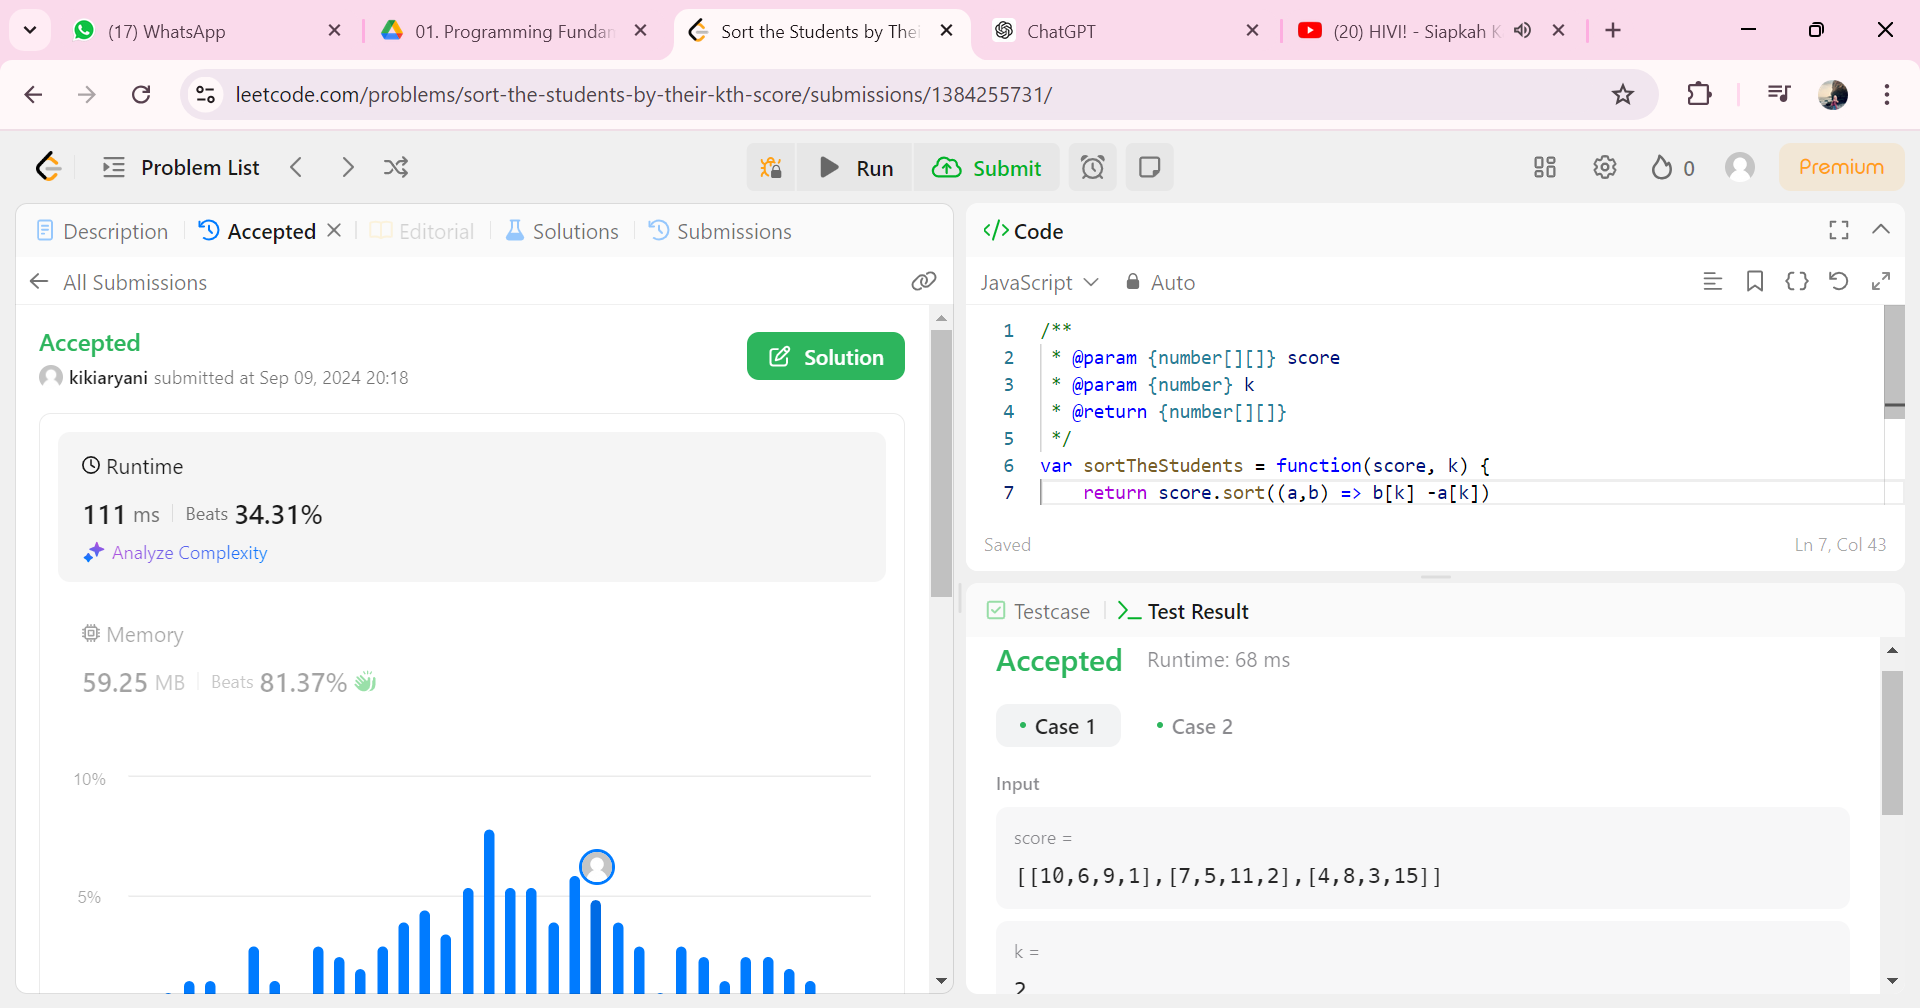 (17) WhatsApp
01. Programming Fundan
Sort the Students by Thei
ChatGPT
(20) HIVI! - Siapkah K
leetcode.com/problems/sort-the-students-by-their-kth-score/submissions/1384255731/
Problem List
Run
Submit
0
Premium
Description
Accepted
Editorial
Solutions
Submissions
All Submissions
Accepted
kikiaryani submitted at Sep 09, 2024 20:18
Solution
Runtime
111 ms
Beats 34.31%
Analyze Complexity
Memory
59.25 MB
Beats 81.37%
10%
5%
</> Code
JavaScript
Auto
1 /**
2 * @param {number[][]} score
3 * @param {number} k
4 * @return {number[][]}
5 */
6 var sortTheStudents = function(score, k) {
7 return score.sort((a,b) => b[k] -a[k])
Saved
Ln 7, Col 43
Testcase
>_ Test Result
Accepted
Runtime: 68 ms
Case 1
Case 2
Input
score =
[[10,6,9,1],[7,5,11,2],[4,8,3,15]]
k =
2